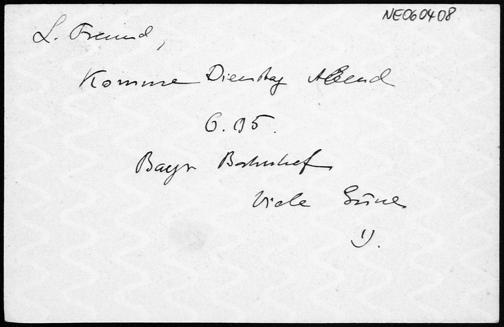 NE060408
L. Freund,
Komme Dienstag Abend
6.15.
Bayr Bahnhof
Viele Grüsse